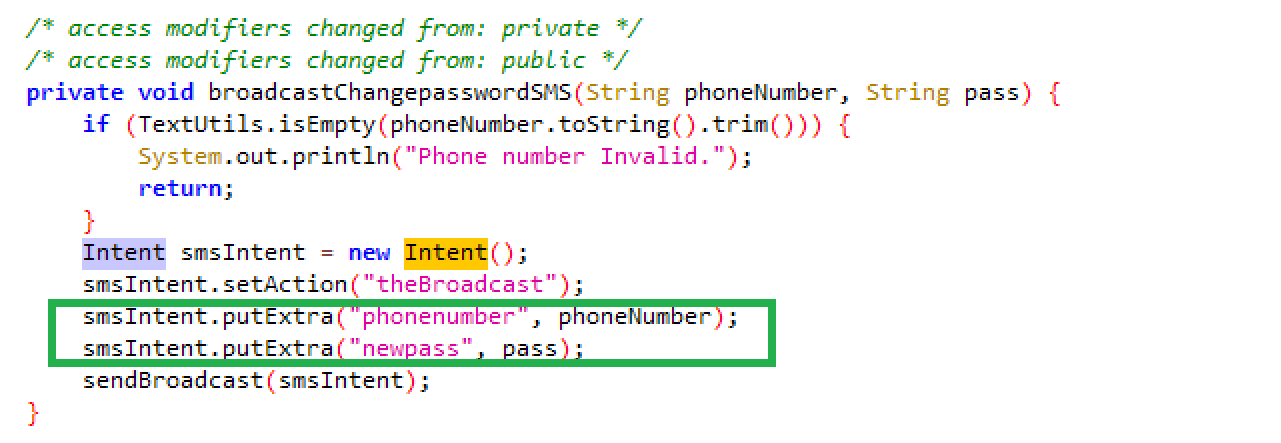 /* access modifiers changed from: private */
/* access modifiers changed from: public */
private void broadcastChangepasswordSMS(String phoneNumber, String pass) {
    if (TextUtils.isEmpty(phoneNumber.toString().trim())) {
        System.out.println("Phone number Invalid.");
        return;
    }
    Intent smsIntent = new Intent();
    smsIntent.setAction("theBroadcast");
    smsIntent.putExtra("phonenumber", phoneNumber);
    smsIntent.putExtra("newpass", pass);
    sendBroadcast(smsIntent);
}